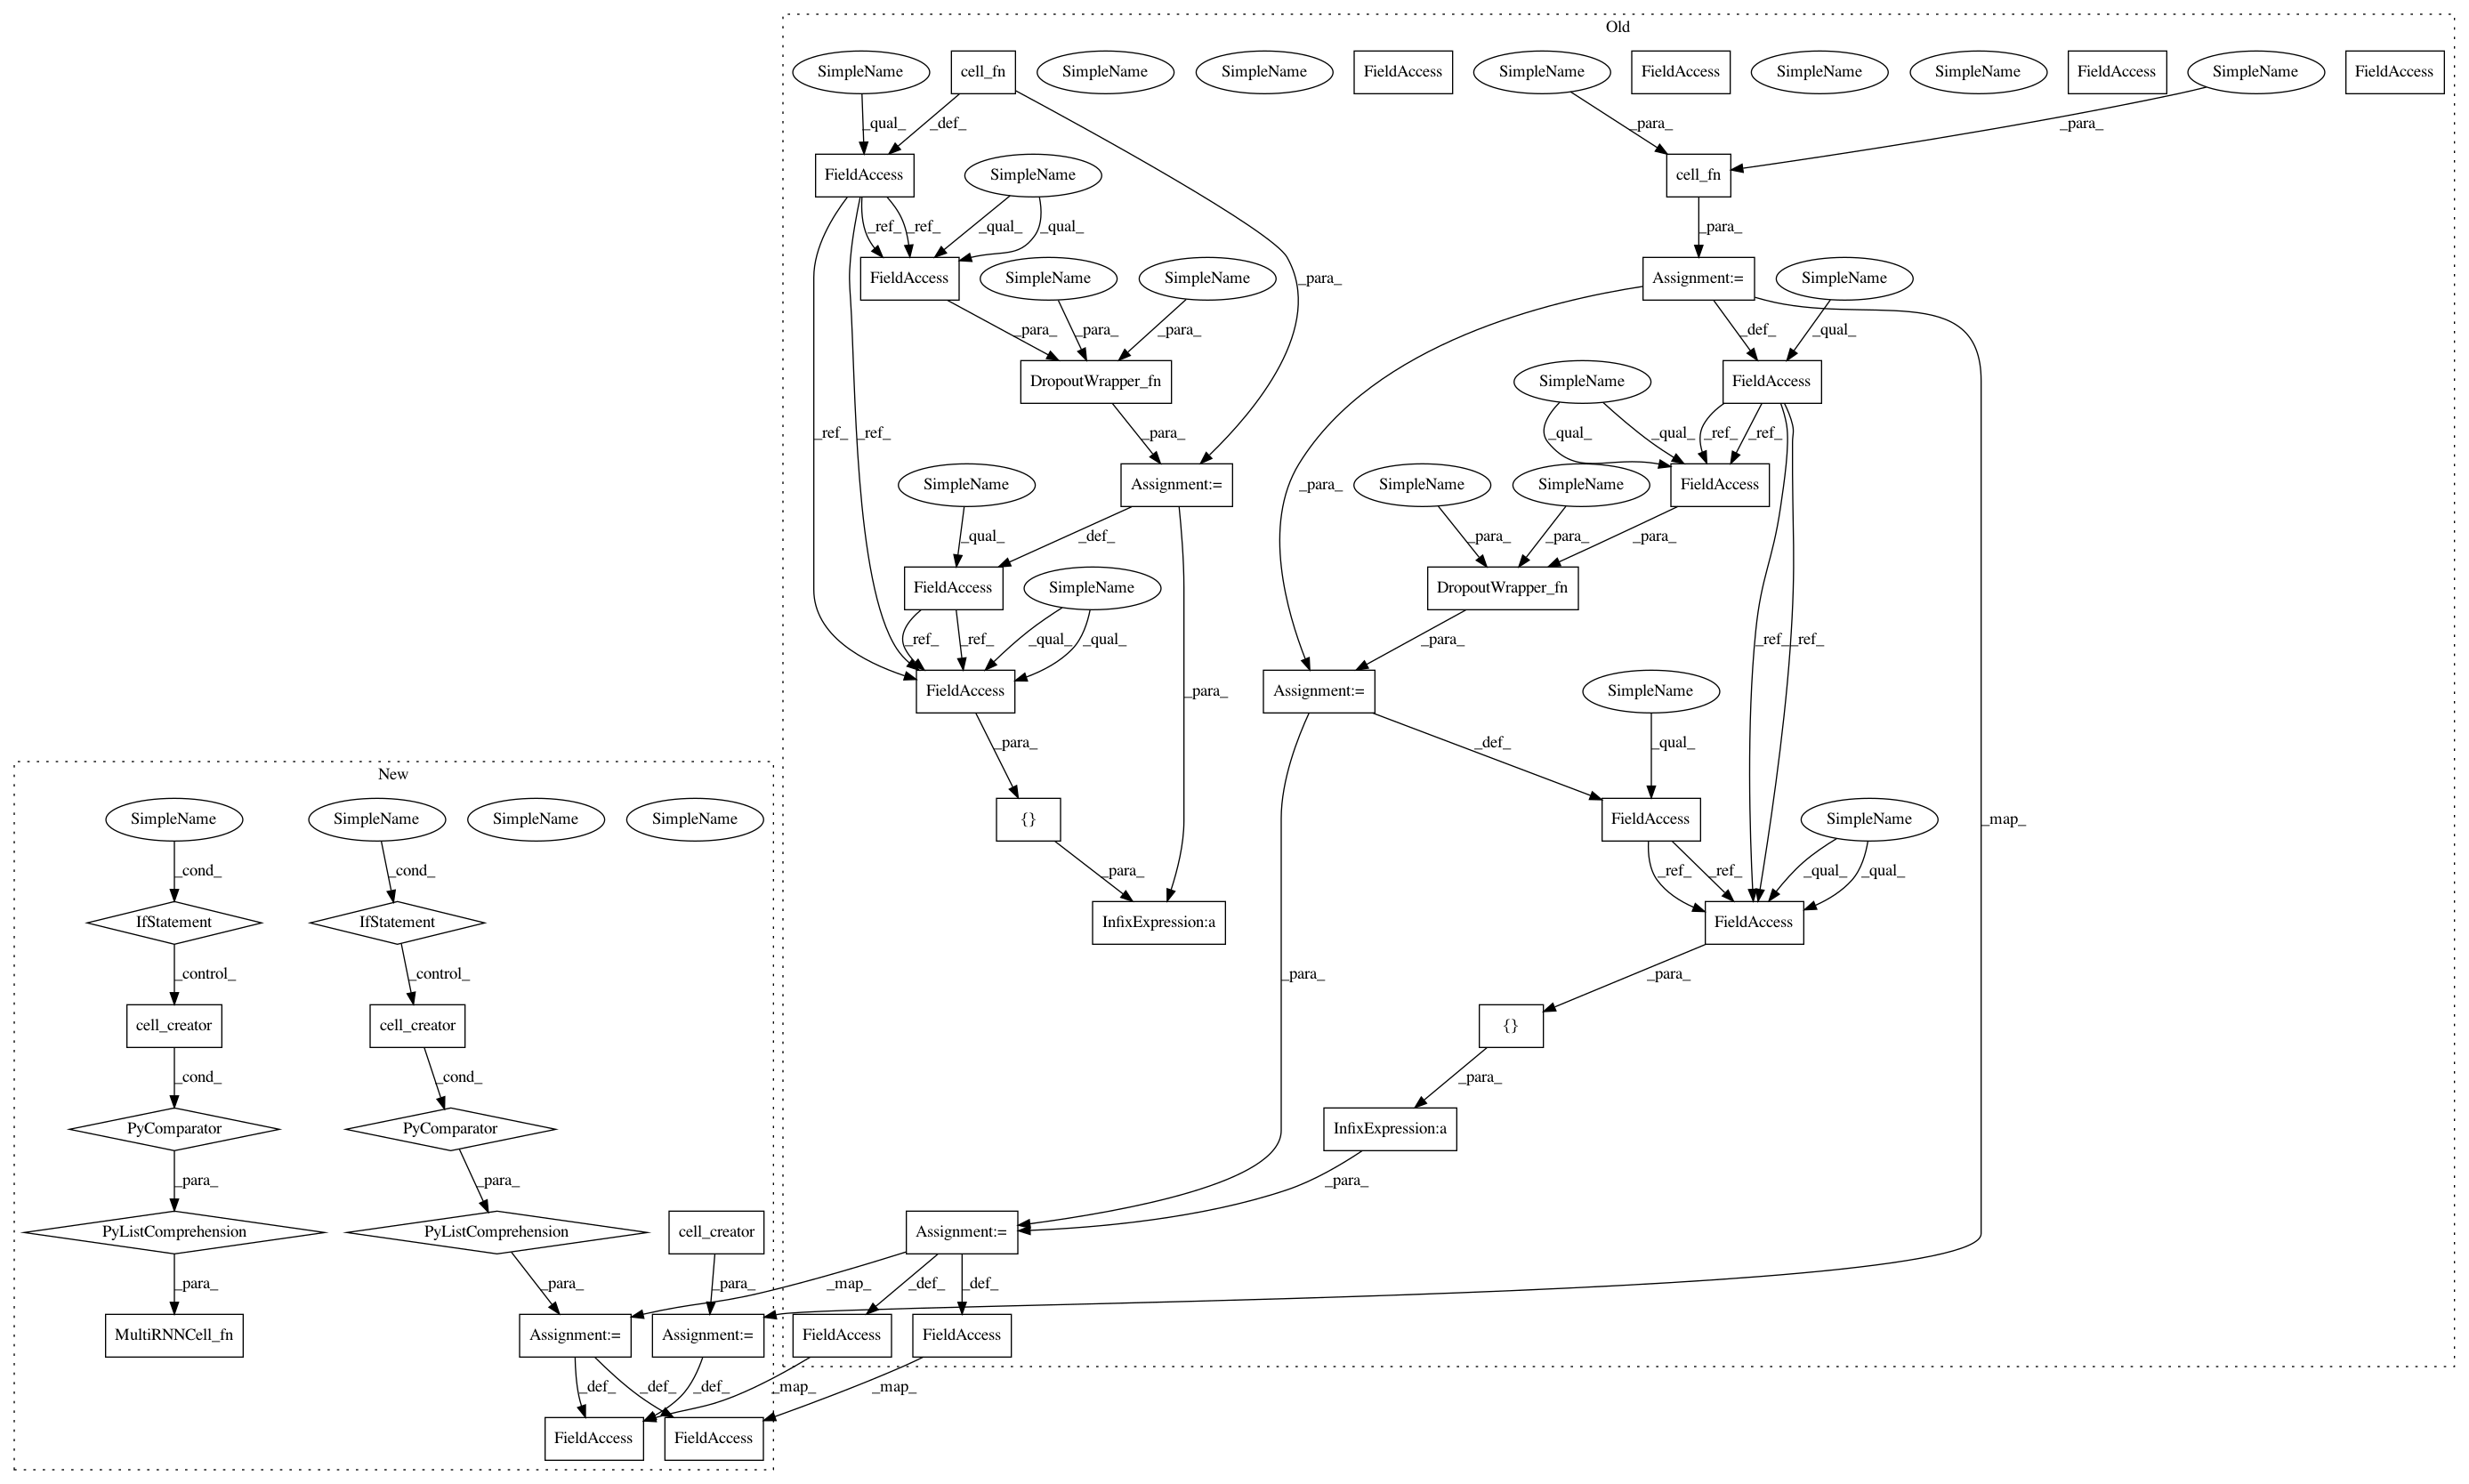 Old
SimpleName
cell_fn
SimpleName
SimpleName
FieldAccess
SimpleName
FieldAccess
SimpleName
SimpleName
FieldAccess
SimpleName
FieldAccess
_qual_
_def_
_para_
_para_
FieldAccess
SimpleName
cell_fn
_ref_
_ref_
_qual_
_qual_
_para_
FieldAccess
SimpleName
SimpleName
_para_
Assignment:=
SimpleName
_para_
_para_
_para_
_def_
_qual_
DropoutWrapper_fn
SimpleName
FieldAccess
_ref_
_ref_
_para_
_qual_
_qual_
_ref_
_ref_
SimpleName
Assignment:=
_para_
SimpleName
SimpleName
FieldAccess
_qual_
_def_
_para_
_para_
_para_
FieldAccess
SimpleName
DropoutWrapper_fn
_ref_
_ref_
_qual_
_qual_
_para_
_ref_
_ref_
FieldAccess
_para_
Assignment:=
SimpleName
_para_
_def_
_qual_
New
SimpleName
SimpleName
SimpleName
SimpleName
{}
FieldAccess
SimpleName
_map_
_cond_
_cond_
_para_
_ref_
_ref_
_qual_
_qual_
IfStatement
IfStatement
InfixExpression:a
FieldAccess
_control_
_control_
_para_
_para_
cell_creator
cell_creator
{}
_cond_
_cond_
_para_
PyComparator
PyComparator
InfixExpression:a
_para_
_para_
_para_
PyListComprehension
PyListComprehension
cell_creator
Assignment:=
_para_
_para_
_para_
_map_
_def_
_def_
MultiRNNCell_fn
Assignment:=
Assignment:=
FieldAccess
FieldAccess
_def_
_def_
_def_
_map_
_map_
FieldAccess
FieldAccess